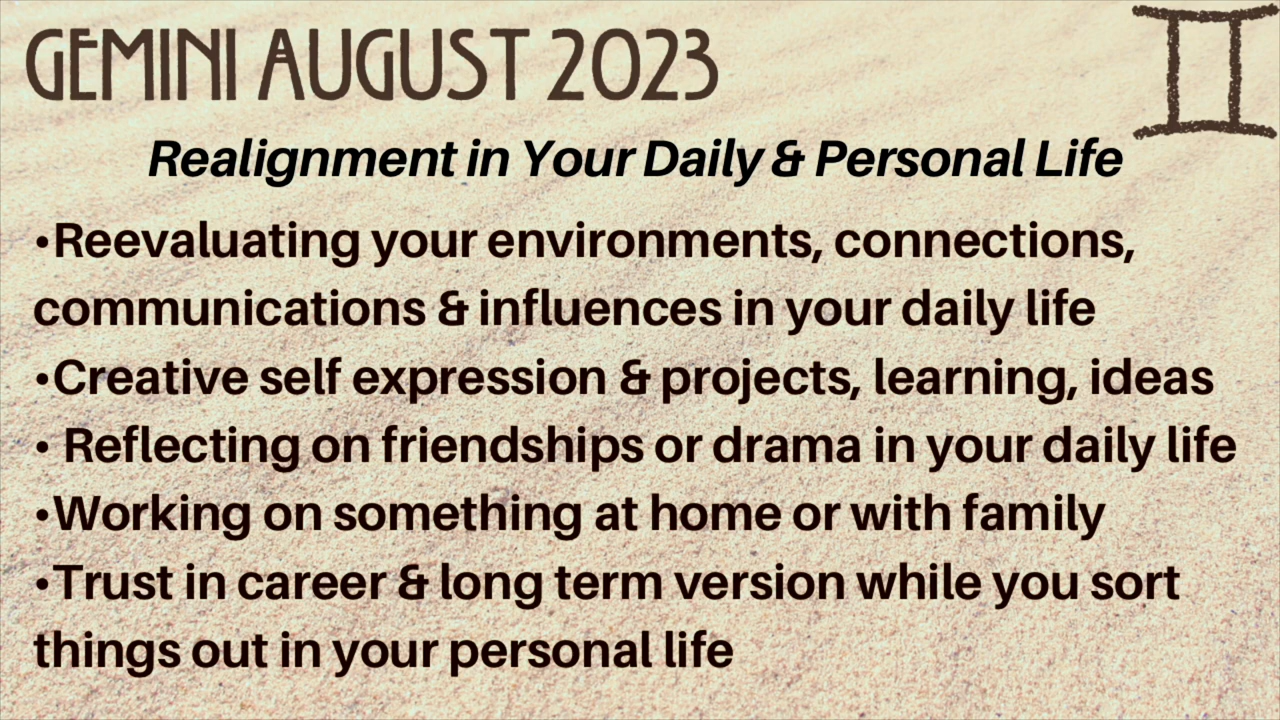 GEMINI AUGUST 2023
Realignment in Your Daily & Personal Life
•Reevaluating your environments, connections,
communications & influences in your daily life
•Creative self expression & projects, learning, ideas
• Reflecting on friendships or drama in your daily life
•Working on something at home or with family
•Trust in career & long term version while you sort
things out in your personal life